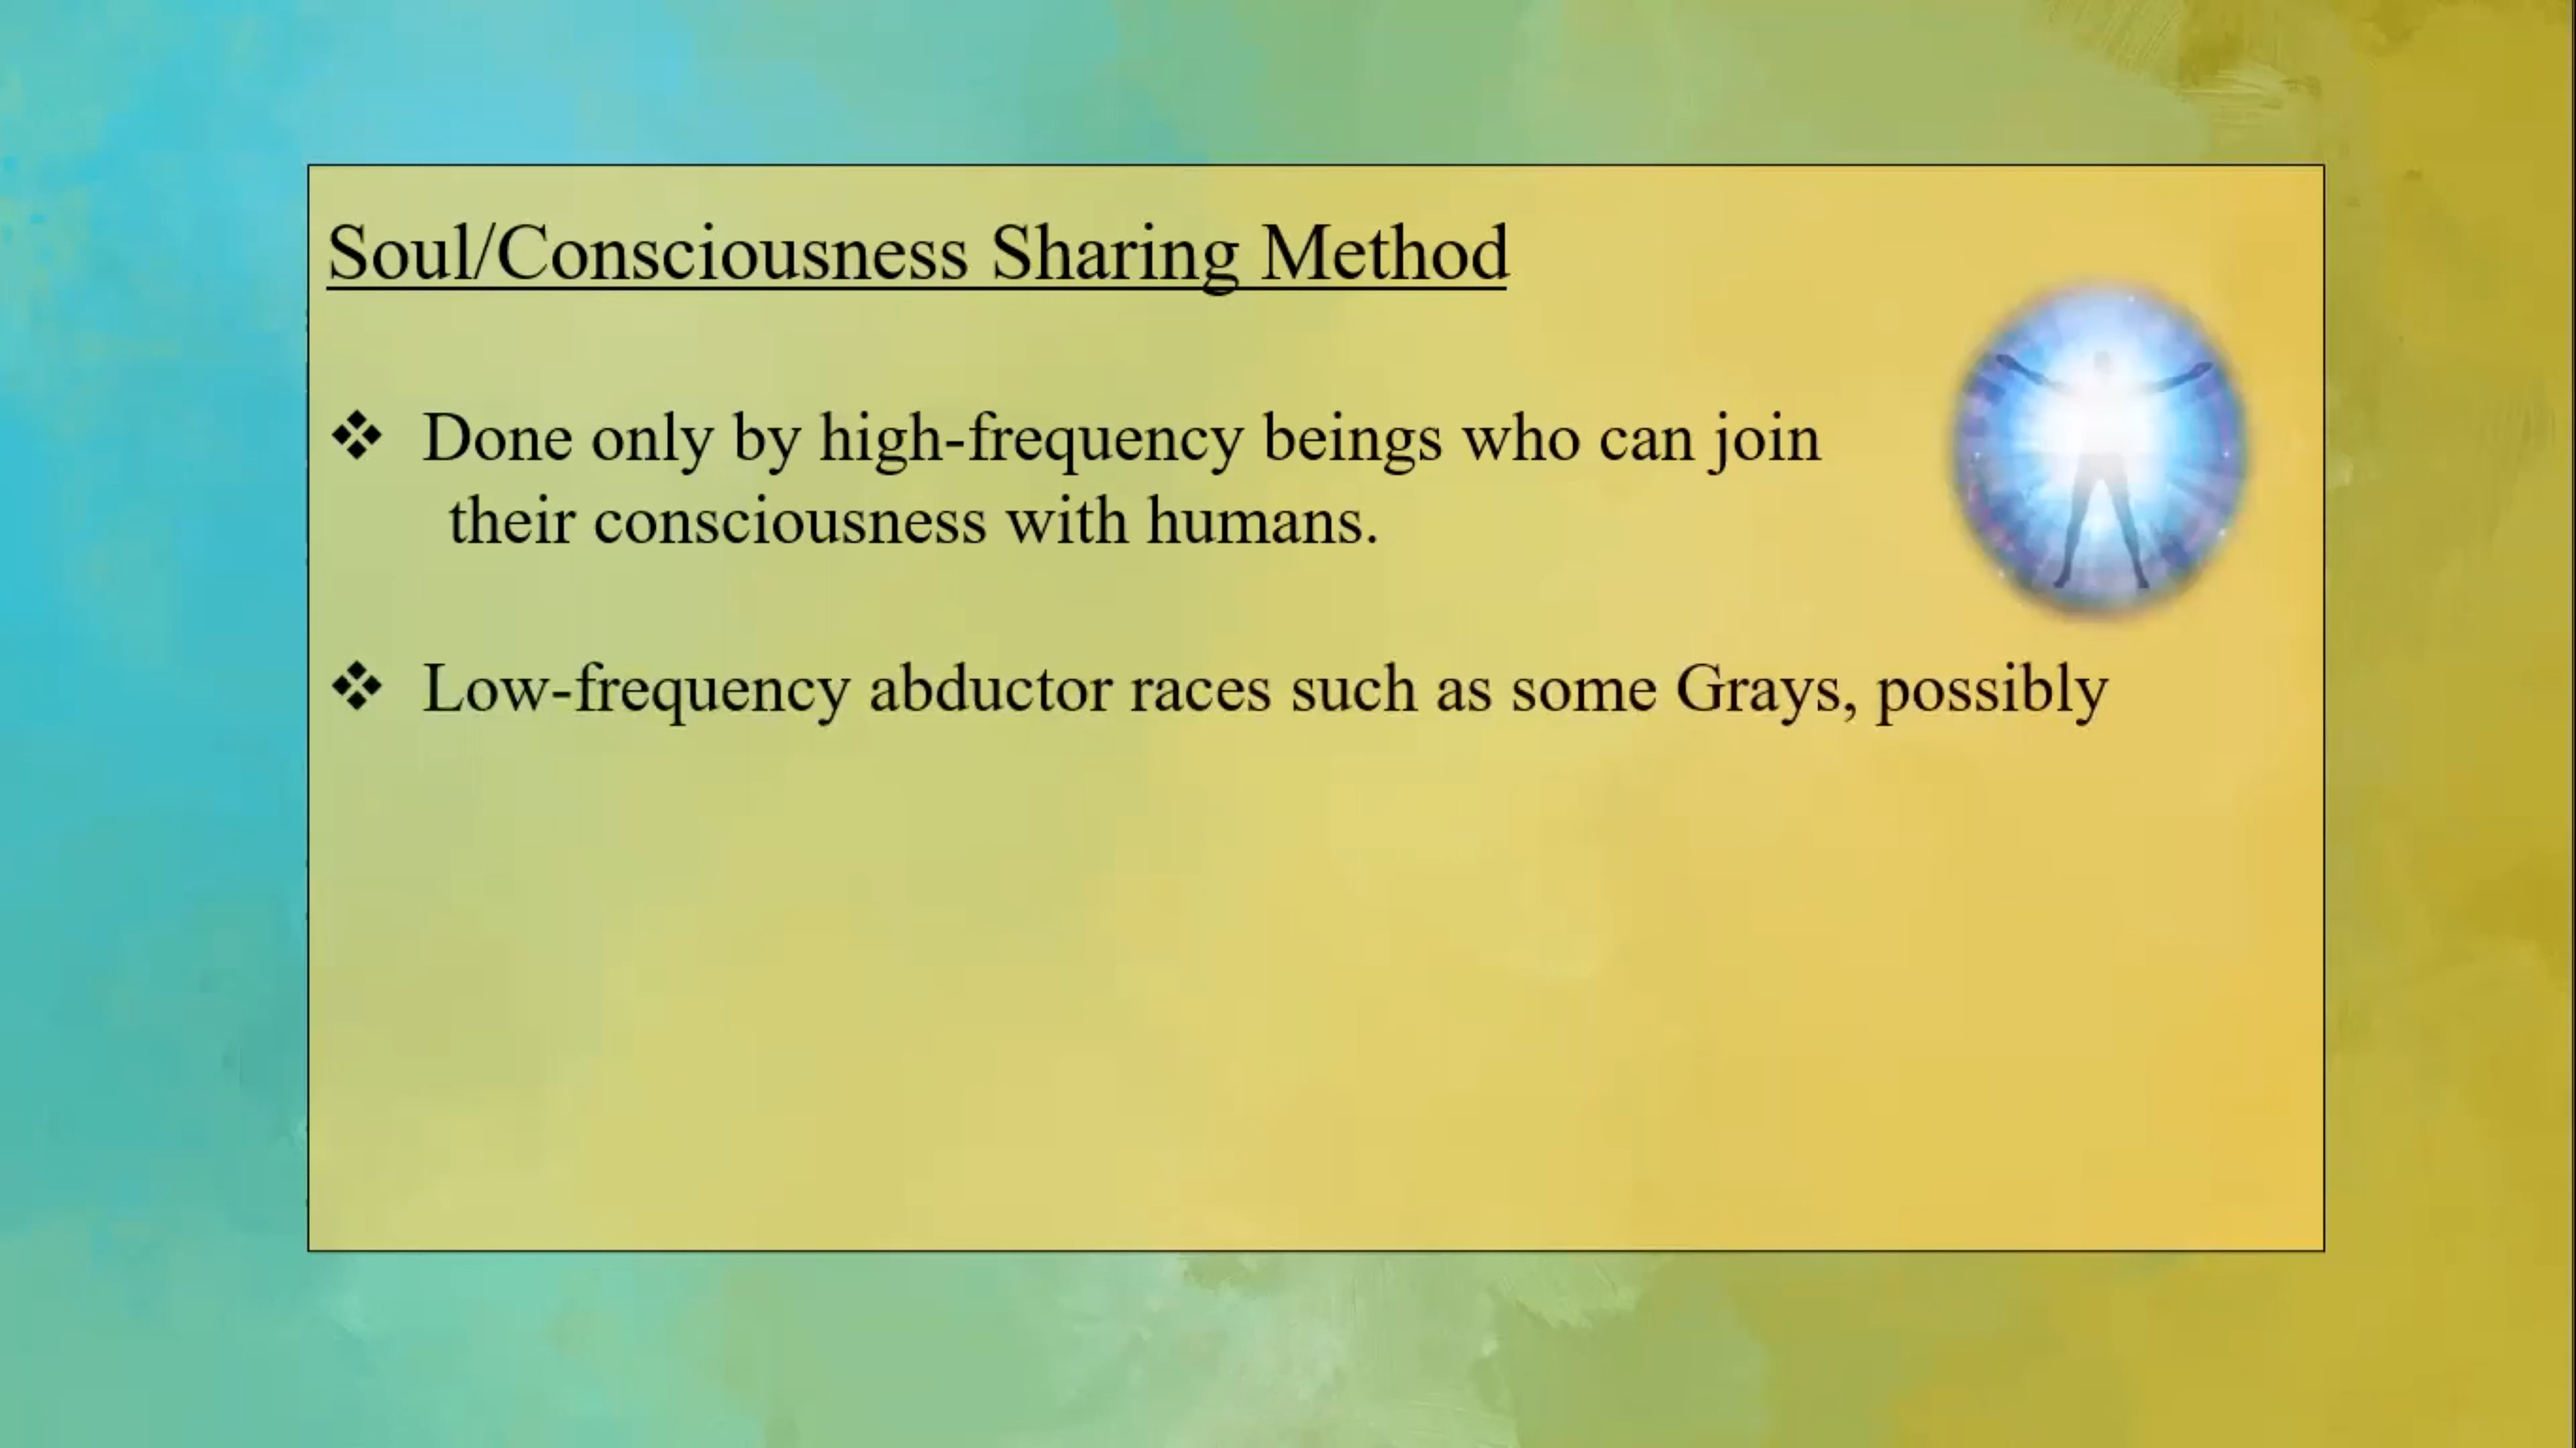 Soul/Consciousness Sharing Method
❖ Done only by high-frequency beings who can join
their consciousness with humans.
❖ Low-frequency abductor races such as some Grays, possibly